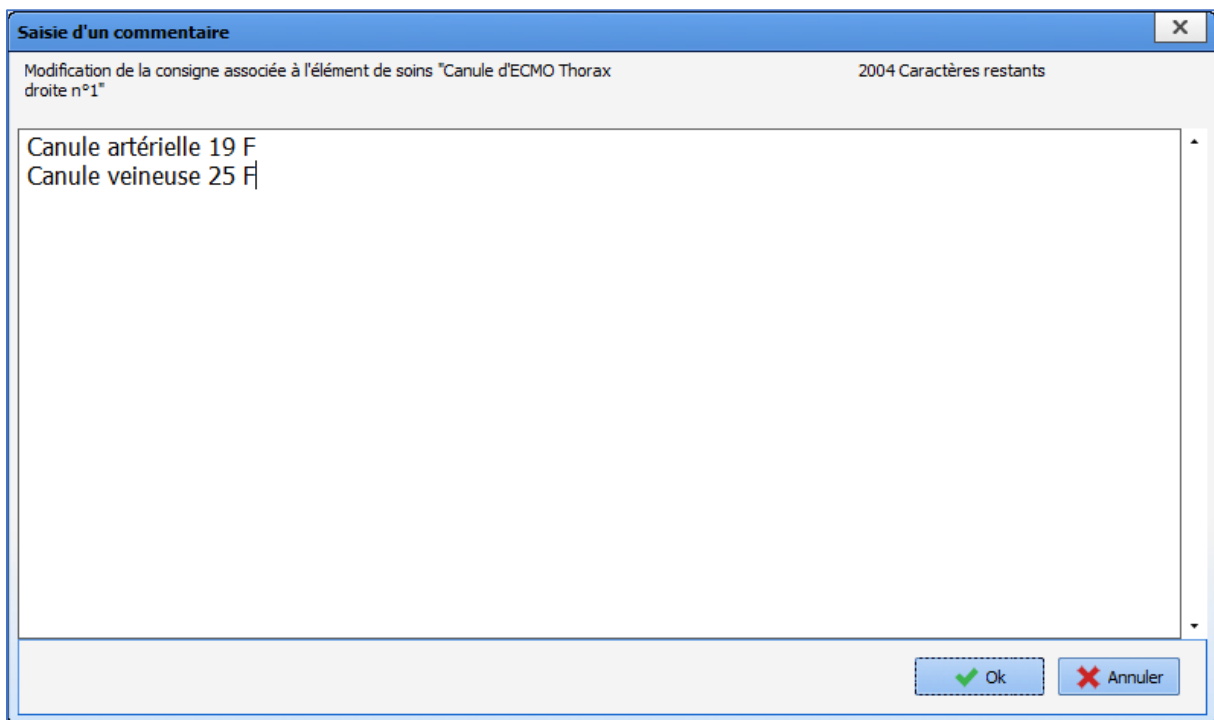 Saisie d'un commentaire
Modification de la consigne associée à l'élément de soins "Canule d'ECMO Thorax
droite n°1"
2004 Caractères restants
Canule artérielle 19 F
Canule veineuse 25 F
Ok
Annuler